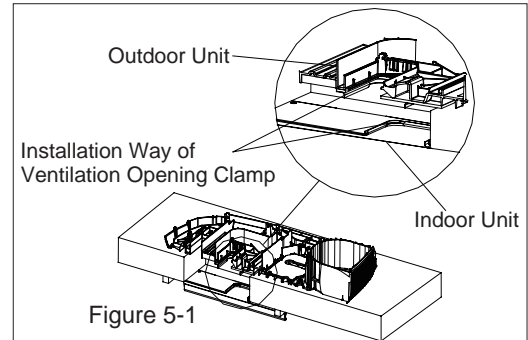 Outdoor Unit
Installation Way of
Ventilation Opening Clamp
Indoor Unit
Figure 5-1